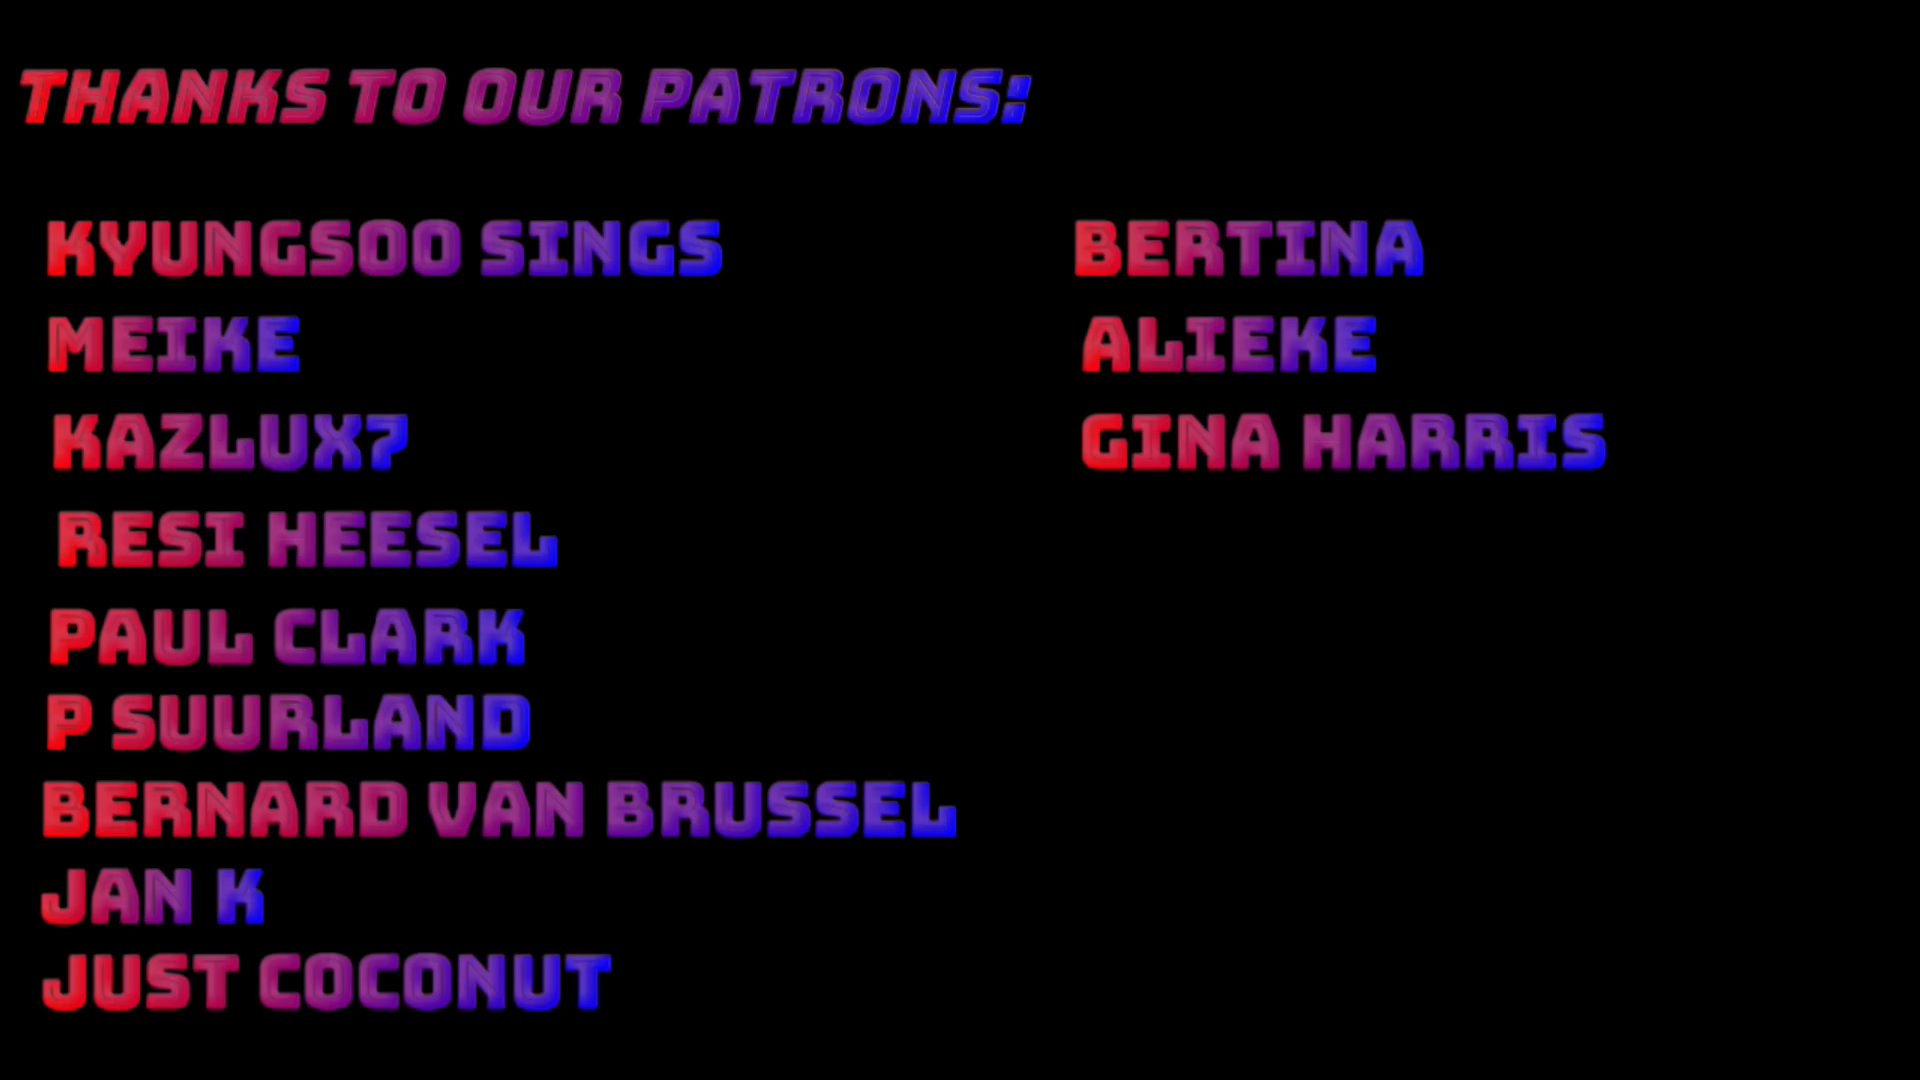 THANKS TO OUR PATRONS:
KYUNGSOO SINGS
MEIKE
KAZLUX7
RESI HEESEL
PAUL CLARK
P SUURLAND
BERNARD VAN BRUSSEL
JAN K
JUST COCONUT
BERTINA
ALIEKE
GINA HARRIS